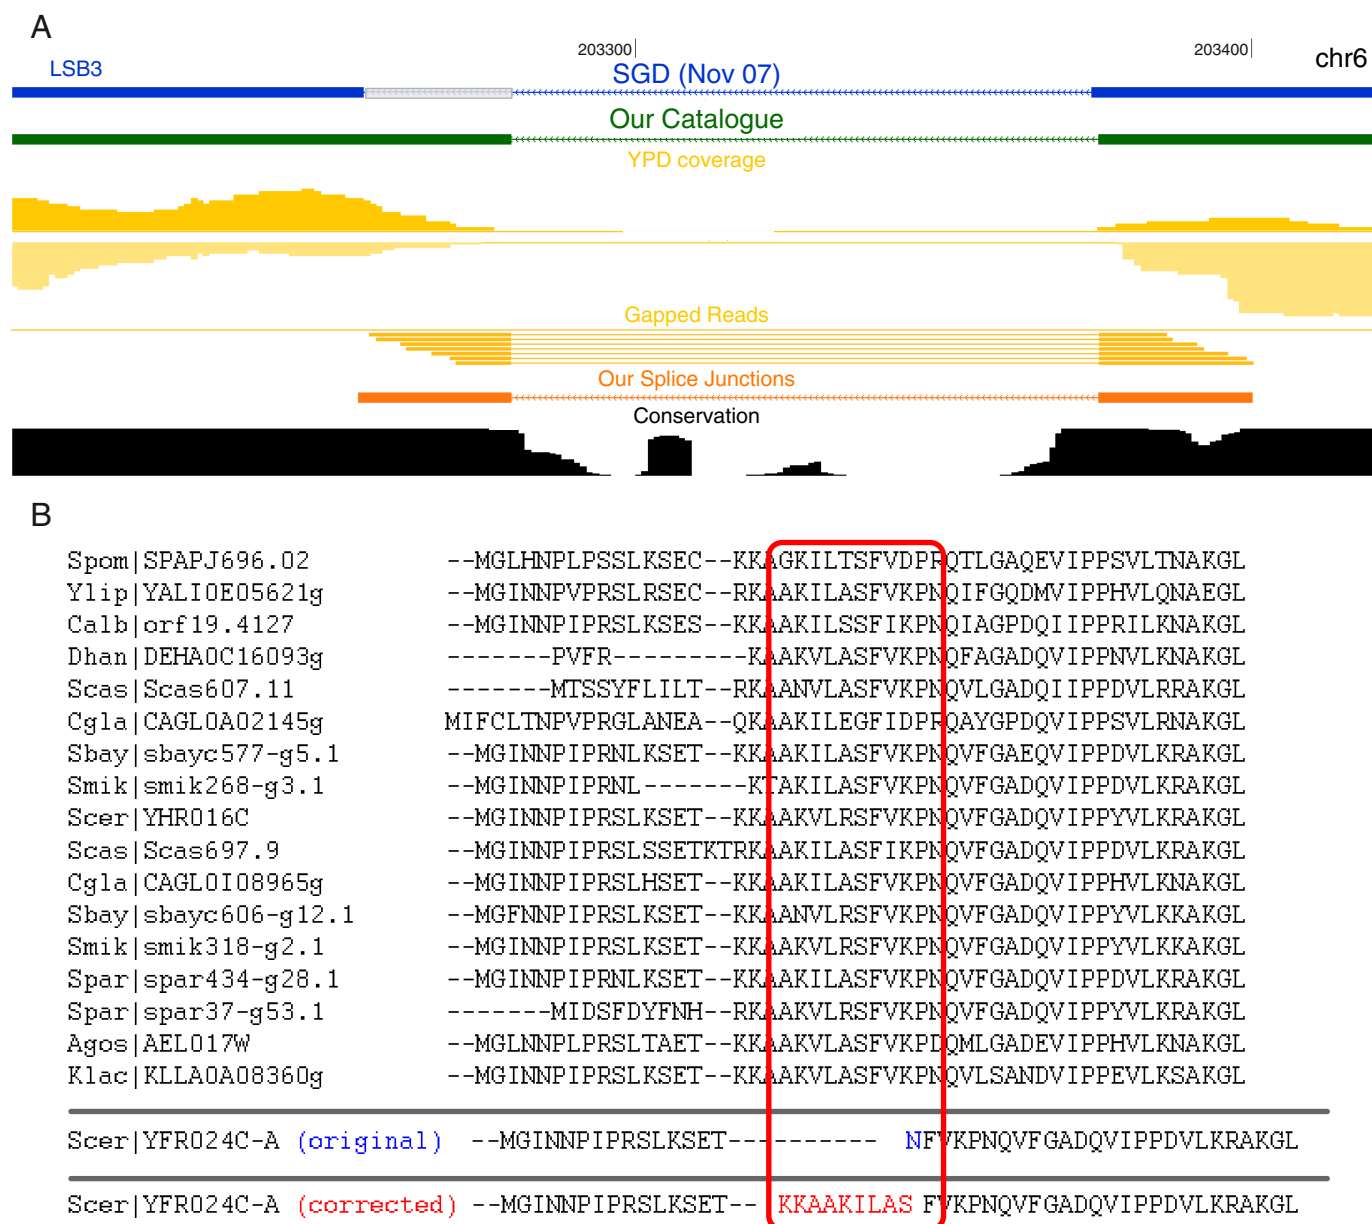 A
203300
203400
chr6
LSB3
SGD (Nov 07)
Our Catalogue
YPD coverage
Gapped Reads
Our Splice Junctions
Conservation
B
Spom|SPAPJ696.02 --MGLHNPLPSSLKSEC--KKAGKILTSFVDPRQTLGAQEVIPPSVLTNAKGL
Ylip|YALI0E05621g --MGINNPVPRSLRSEC--RKAAKILASFVKPNQIFGQDMVIPPHVLQNAEGL
Calb|orf19.4127 --MGINNPIPRSLKSES--KKAAKILSSFIKPNQIAGPDQIIPPRILKNAKGL
Dhan|DEHA0C16093g -------PVFR---------KAAKVLASFVKPNQFAGADQVIPPNVLKNAKGL
Scas|Scas607.11 -------MTSSYFLILT--RKAANVLASFVKPNQVLGADQIIPPDVLRRAKGL
Cgla|CAGL0A02145g MIFCLTNPVPRGLANEA--QKAAKILEGFIDPRQAYGPDQVIPPSVLRNAKGL
Sbay|sbayc577-g5.1 --MGINNPIPRNLKSET--KKAAKILASFVKPNQVFGAEQVIPPDVLKRAKGL
Smik|smik268-g3.1 --MGINNPIPRNL-------KTAKILASFVKPNQVFGADQVIPPDVLKRAKGL
Scer|YHR016C --MGINNPIPRSLKSET--KKAAKVLRSFVKPNQVFGADQVIPPYVLKRAKGL
Scas|Scas697.9 --MGINNPIPRSLSSETKTRKAAKILASFIKPNQVFGADQVIPPDVLKRAKGL
Cgla|CAGL0I08965g --MGINNPIPRSLHSET--KKAAKILASFVKPNQVFGADQVIPPHVLKNAKGL
Sbay|sbayc606-g12.1 --MGFNNPIPRSLKSET--KKAANVLRSFVKPNQVFGADQVIPPYVLKKAKGL
Smik|smik318-g2.1 --MGINNPIPRSLKSET--KKAAKVLRSFVKPNQVFGADQVIPPYVLKKAKGL
Spar|spar434-g28.1 --MGINNPIPRNLKSET--KKAAKILASFVKPNQVFGADQVIPPDVLKRAKGL
Spar|spar37-g53.1 -------MIDSFDYFNH--RKAAKVLRSFVKPNQVFGADQVIPPYVLKRAKGL
Agos|AEL017W --MGLNNPLPRSLTAET--KKAAKVLASFVKPDQMLGADEVIPPHVLKNAKGL
Klac|KLLA0A08360g --MGINNPIPRSLKSET--KKAAKVLASFVKPNQVLSANDVIPPEVLKSAKGL
Scer|YFR024C-A (original) --MGINNPIPRSLKSET---------- NFVKPNQVFGADQVIPPDVLKRAKGL
Scer|YFR024C-A (corrected) --MGINNPIPRSLKSET-- KKAAKILAS FVKPNQVFGADQVIPPDVLKRAKGL